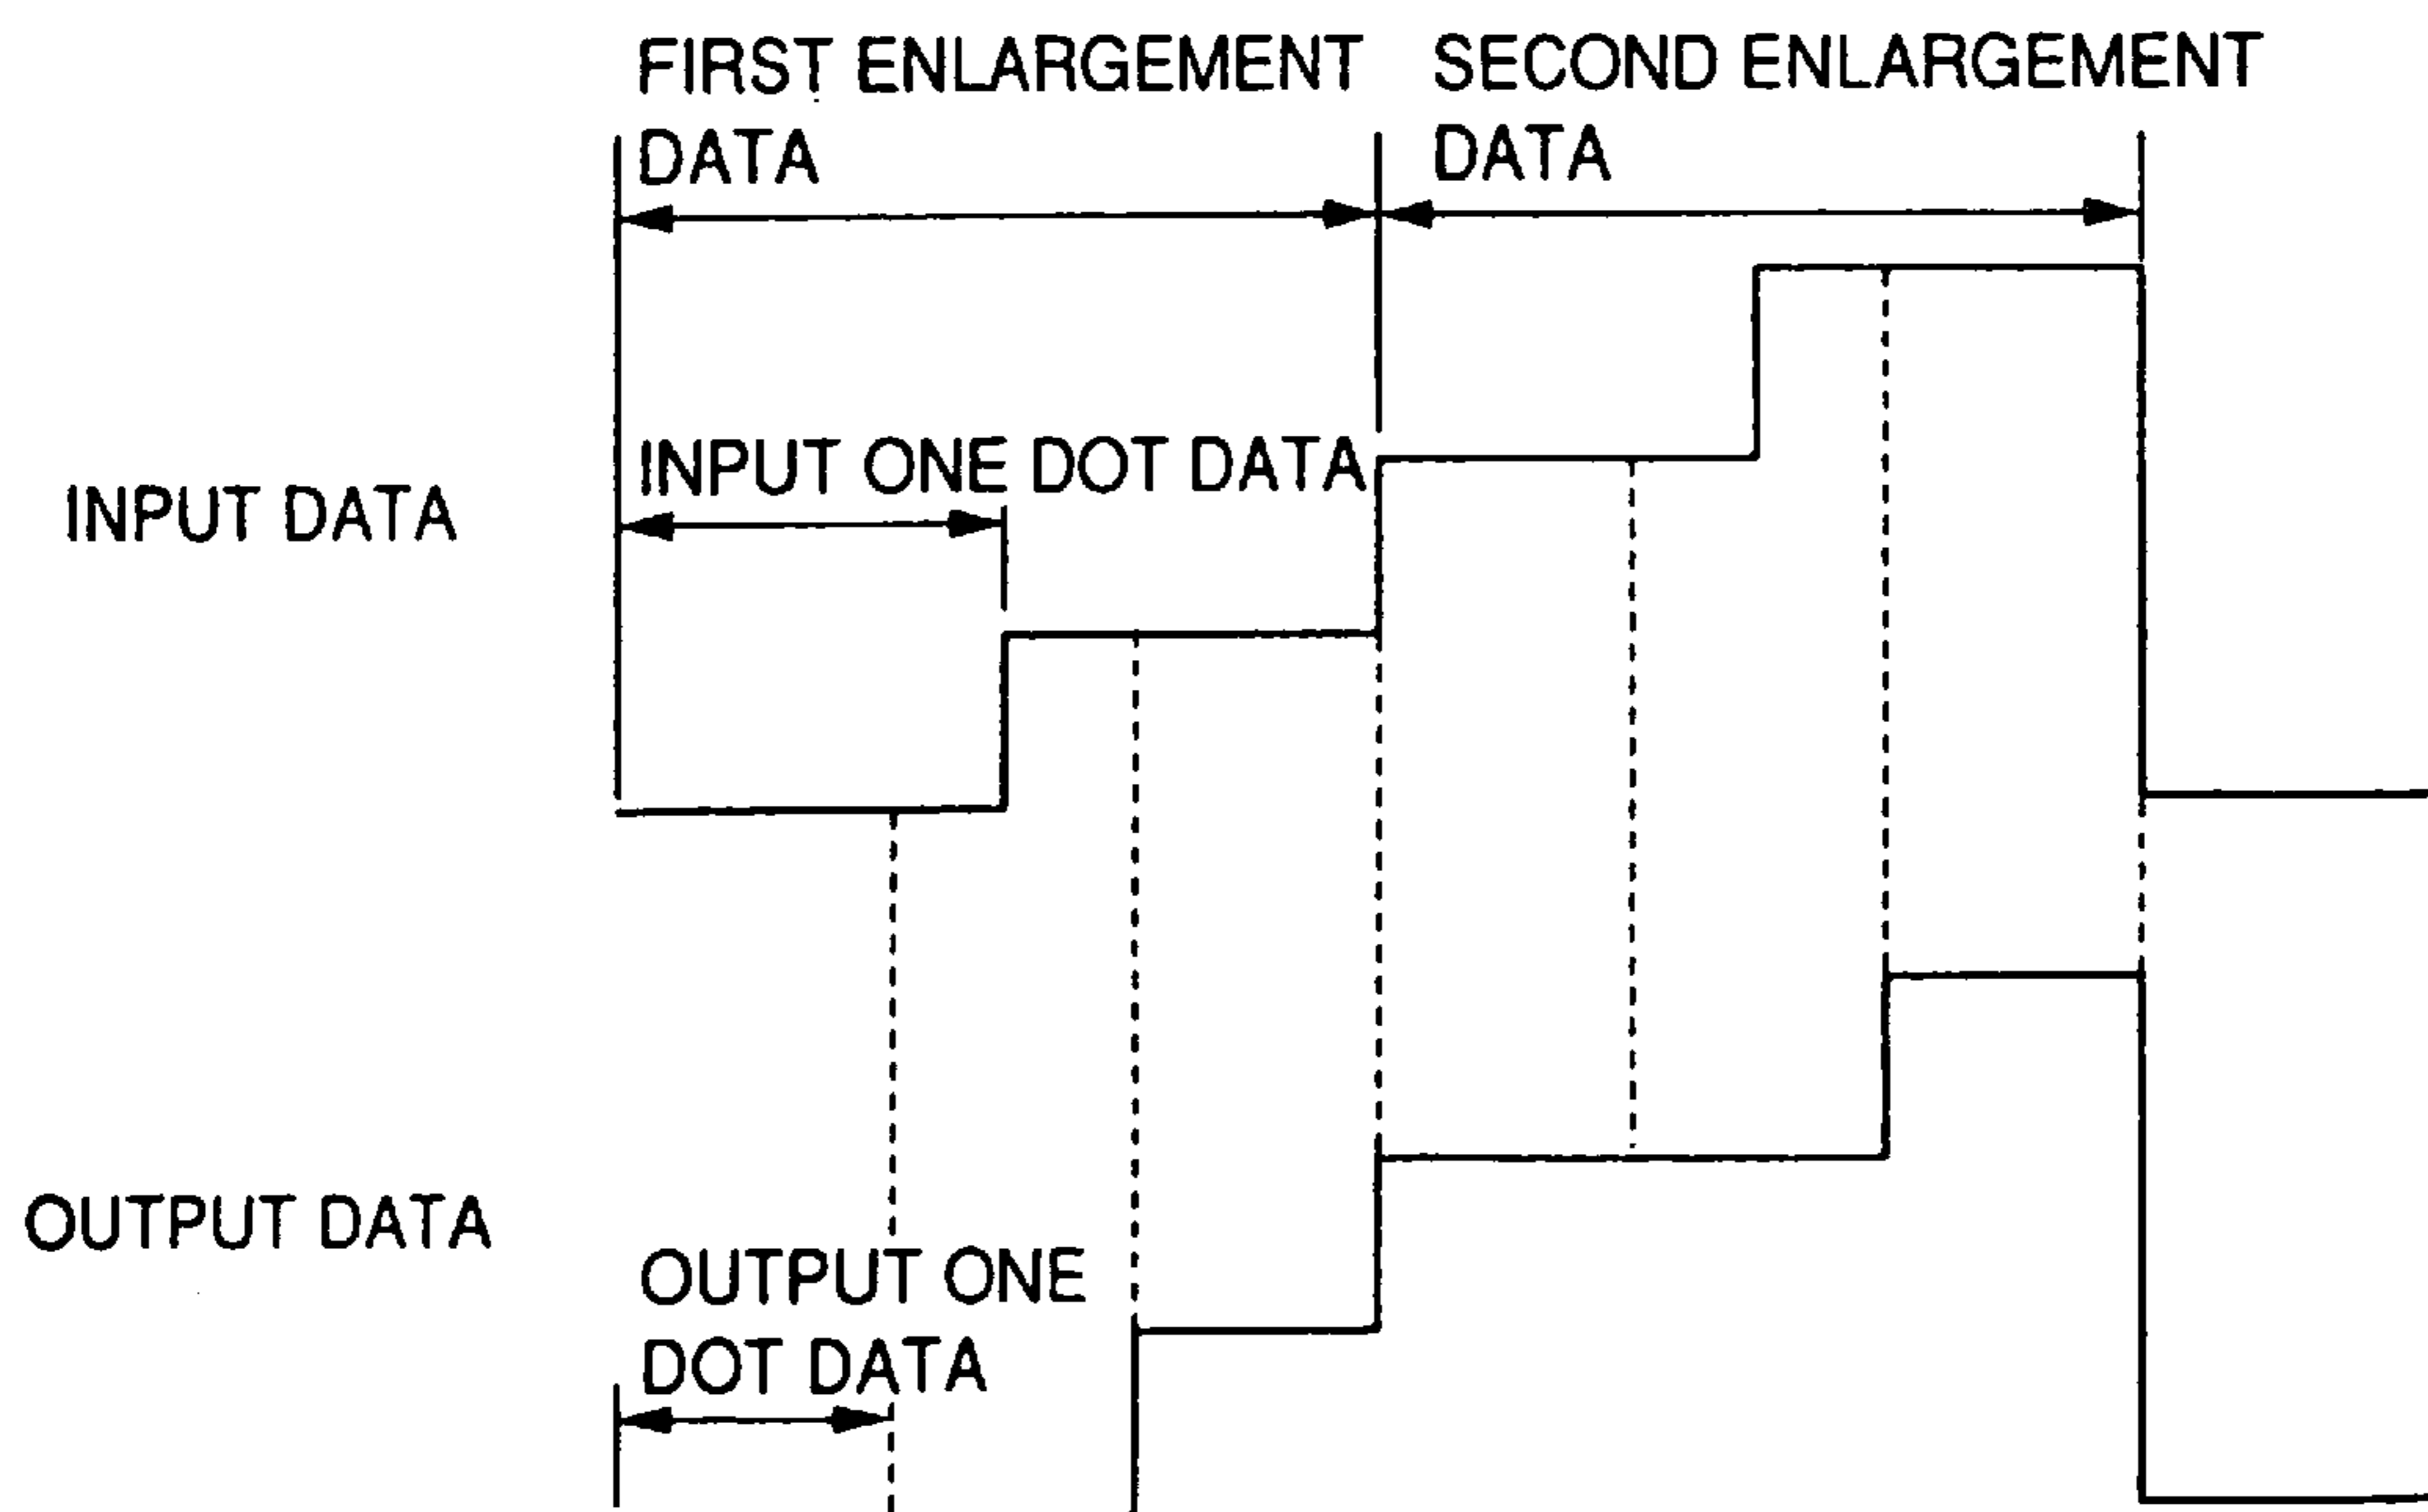 FIRST ENLARGEMENT
DATA
SECOND ENLARGEMENT
DATA
INPUT DATA
INPUT ONE DOT DATA
OUTPUT DATA
OUTPUT ONE
DOT DATA